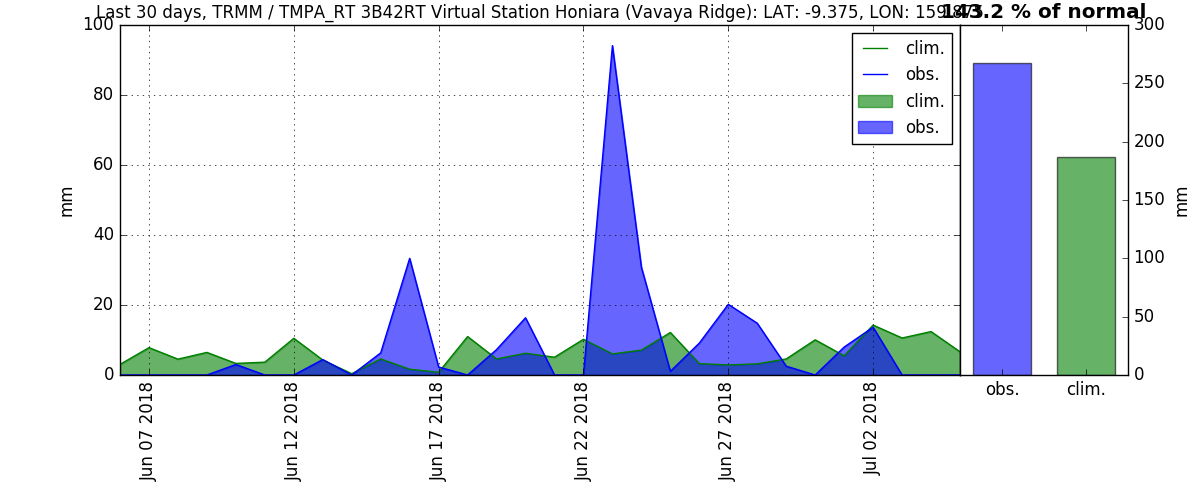 Last 30 days, TRMM / TMPA_RT 3B42RT Virtual Station Honiara (Vavaya Ridge): LAT: -9.375, LON:
143.2 % of normal
100
80
60
40
20
0
mm
clim.
obs.
clim.
obs.
Jun 07 2018
Jun 12 2018
Jun 17 2018
Jun 22 2018
Jun 27 2018
Jul 02 2018
300
250
200
150
100
50
0
mm
obs.
clim.